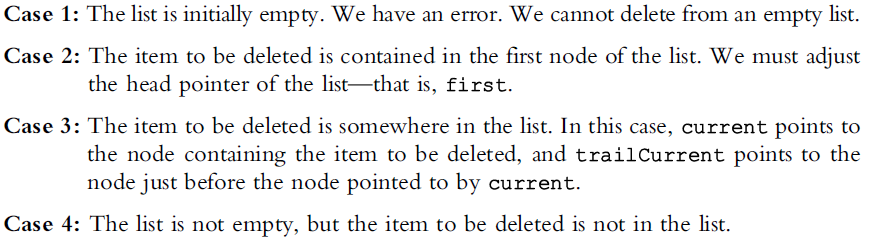 Case 1: The list is initially empty. We have an error. We cannot delete from an empty list.
Case 2: The item to be deleted is contained in the first node of the list. We must adjust
the head pointer of the list—that is, first.
Case 3: The item to be deleted is somewhere in the list. In this case, current points to
the node containing the item to be deleted, and trailCurrent points to the
node just before the node pointed to by current.
Case 4: The list is not empty, but the item to be deleted is not in the list.